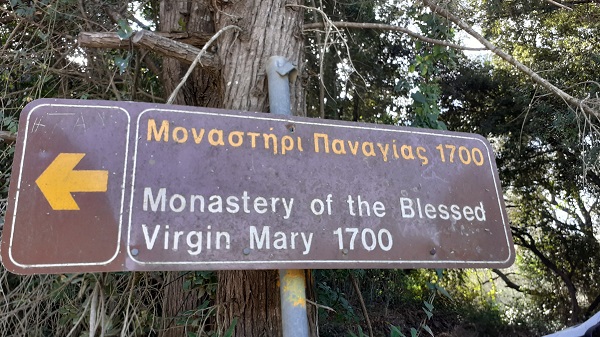 Μοναστήρι Παναγίας 1700
Monastery of the Blessed
Virgin Mary 1700